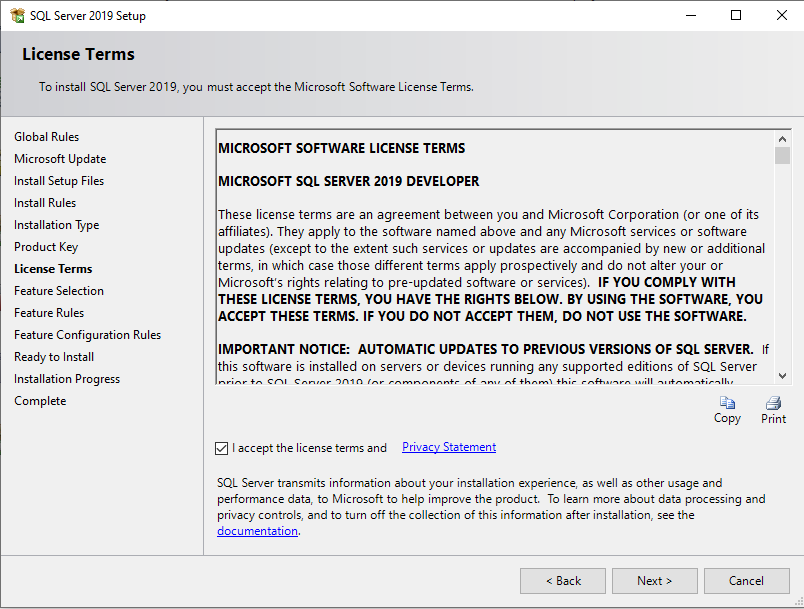 SQL Server 2019 Setup
License Terms
To install SQL Server 2019, you must accept the Microsoft Software License Terms.
Global Rules
Microsoft Update
Install Setup Files
Install Rules
Installation Type
Product Key
License Terms
Feature Selection
Feature Rules
Feature Configuration Rules
Ready to Install
Installation Progress
Complete
MICROSOFT SOFTWARE LICENSE TERMS
MICROSOFT SQL SERVER 2019 DEVELOPER
These license terms are an agreement between you and Microsoft Corporation (or one of its
affiliates). They apply to the software named above and any Microsoft services or software
updates (except to the extent such services or updates are accompanied by new or additional
terms, in which case those different terms apply prospectively and do not alter your or
Microsoft's rights relating to pre-updated software or services).  IF YOU COMPLY WITH
THESE LICENSE TERMS, YOU HAVE THE RIGHTS BELOW. BY USING THE SOFTWARE, YOU
ACCEPT THESE TERMS. IF YOU DO NOT ACCEPT THEM, DO NOT USE THE SOFTWARE.
IMPORTANT NOTICE:  AUTOMATIC UPDATES TO PREVIOUS VERSIONS OF SQL SERVER.  If
this software is installed on servers or devices running any supported editions of SQL Server
prior to SQL Server 2019 (or components of any of them) this software will automatically
Copy
Print
I accept the license terms and Privacy Statement
SQL Server transmits information about your installation experience, as well as other usage and
performance data, to Microsoft to help improve the product.  To learn more about data processing and
privacy controls, and to turn off the collection of this information after installation, see the
documentation.
< Back
Next >
Cancel